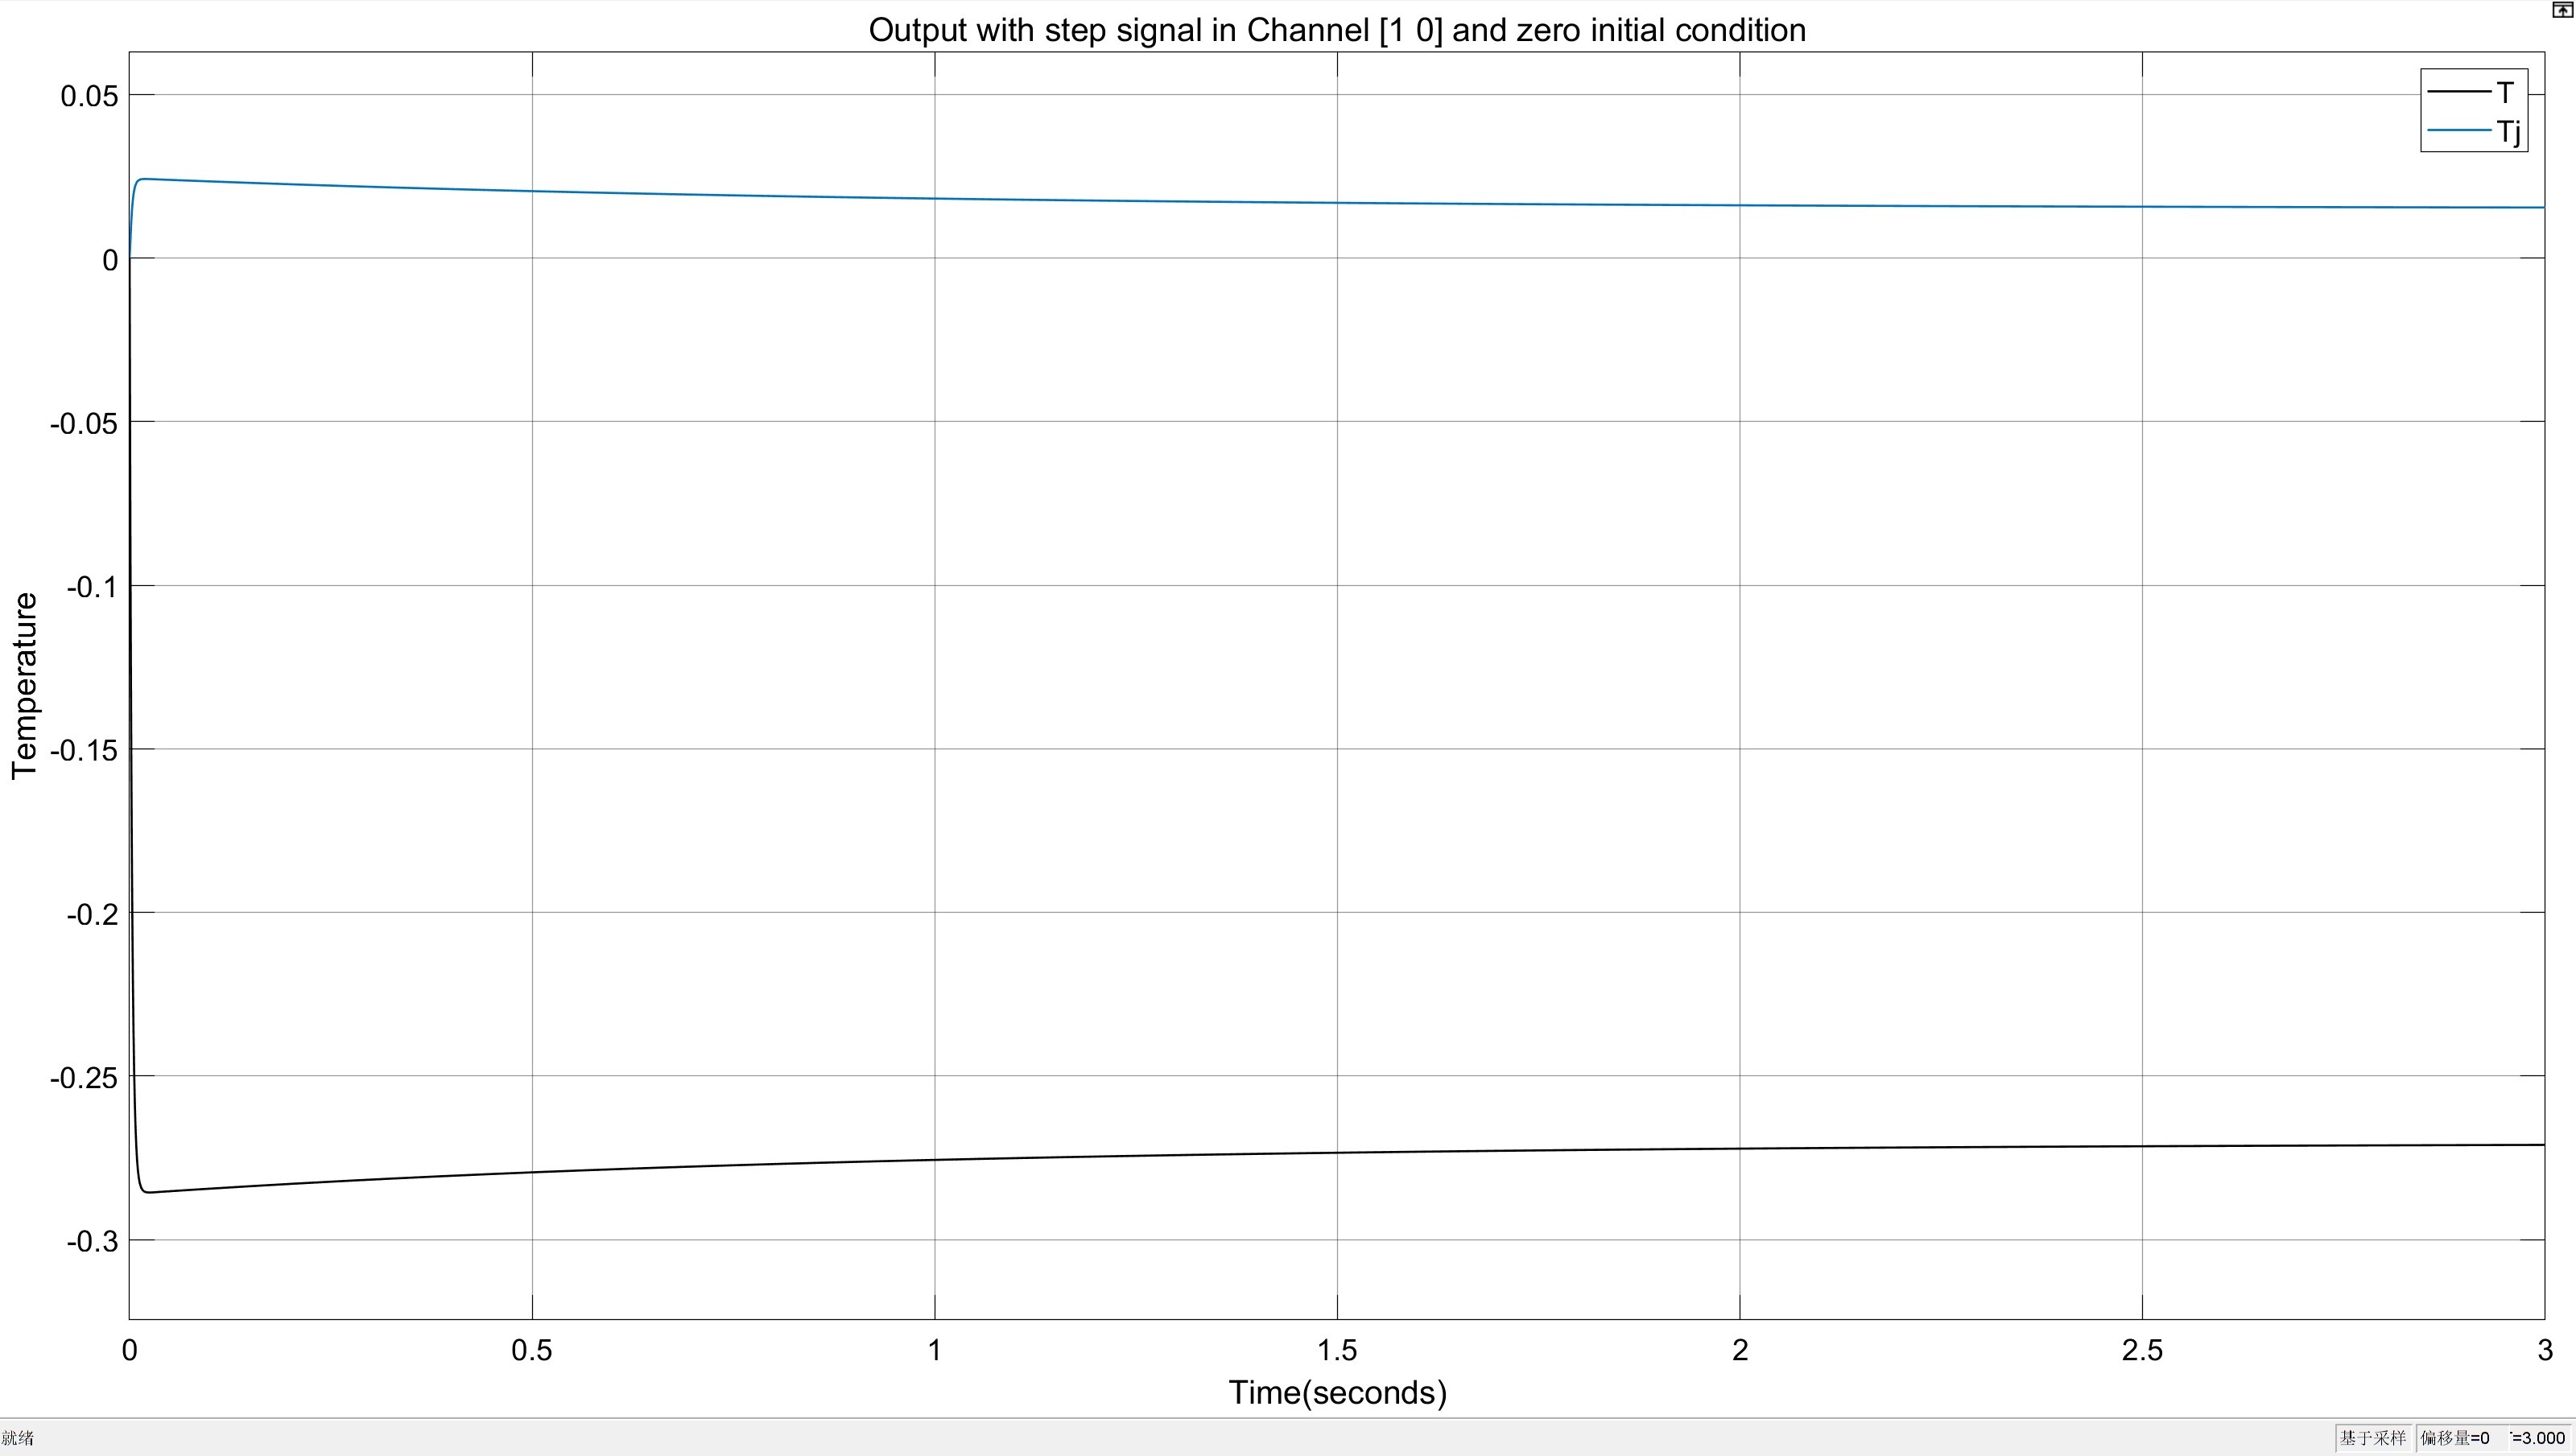 Output with step signal in Channel [1 0] and zero initial condition
T
Tj
0.05
0
-0.05
-0.1
-0.15
-0.2
-0.25
-0.3
Temperature
0 0.5 1 1.5 2 2.5 3
Time(seconds)
就绪 基于采样 偏移量=0 =3.000